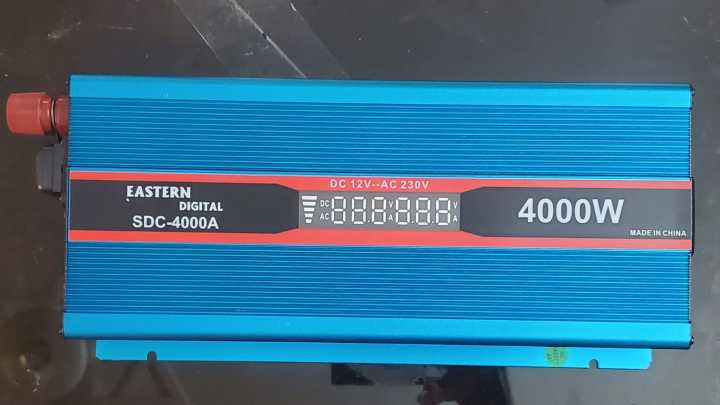 DC 12V--AC 230V
EASTERN
DIGITAL
SDC-4000A
DC 888 V 888 V
AC A A
4000W
MADE IN CHINA